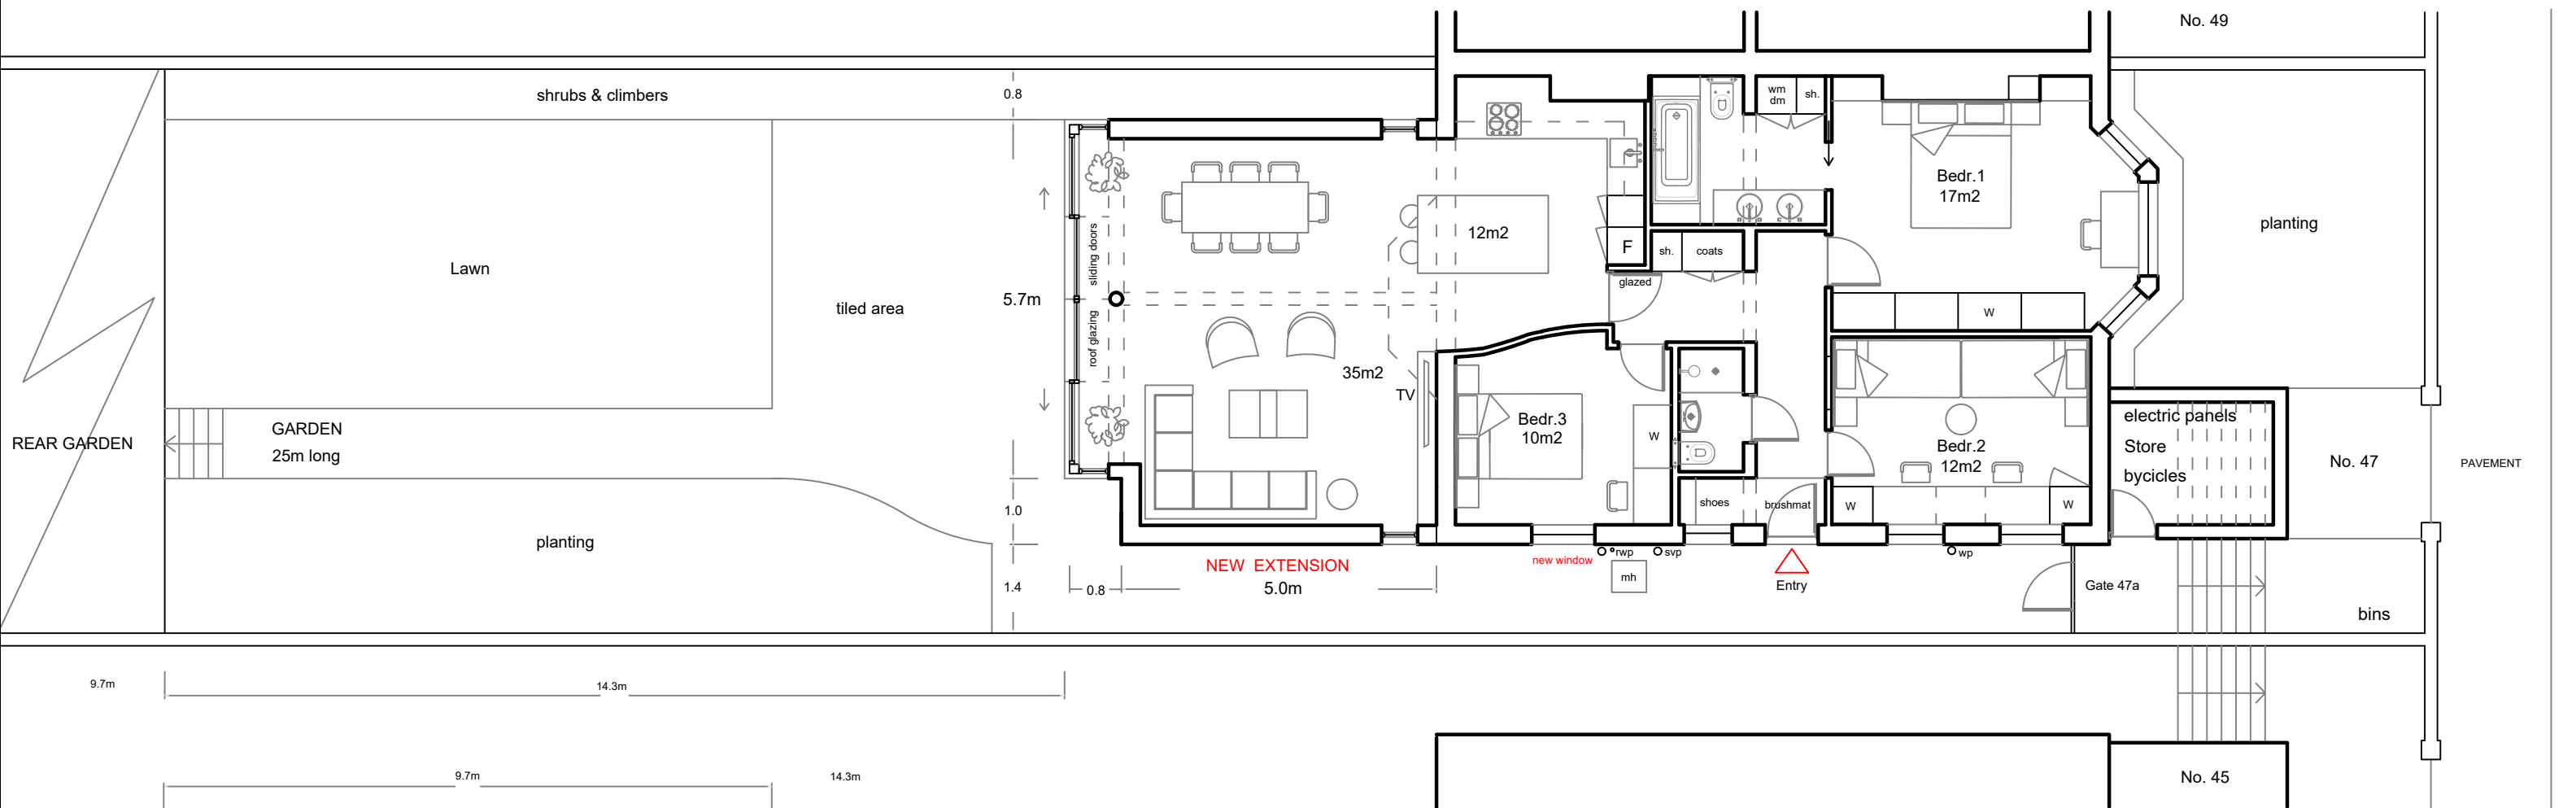 No. 49
shrubs & climbers
0.8
wm
dm
sh.
Bedr.1
17m2
planting
Lawn
sliding doors
12m2
F
sh.
coats
glazed
5.7m
tiled area
roof glazing
W
35m2
TV
GARDEN
25m long
REAR GARDEN
Bedr.3
10m2
W
Bedr.2
12m2
electric panels
Store
bycicles
No. 47
PAVEMENT
1.0
shoes
brushmat
W
W
planting
NEW EXTENSION
new window
rwp
svp
wp
mh
Entry
Gate 47a
1.4
0.8
5.0m
bins
9.7m
14.3m
9.7m
14.3m
No. 45